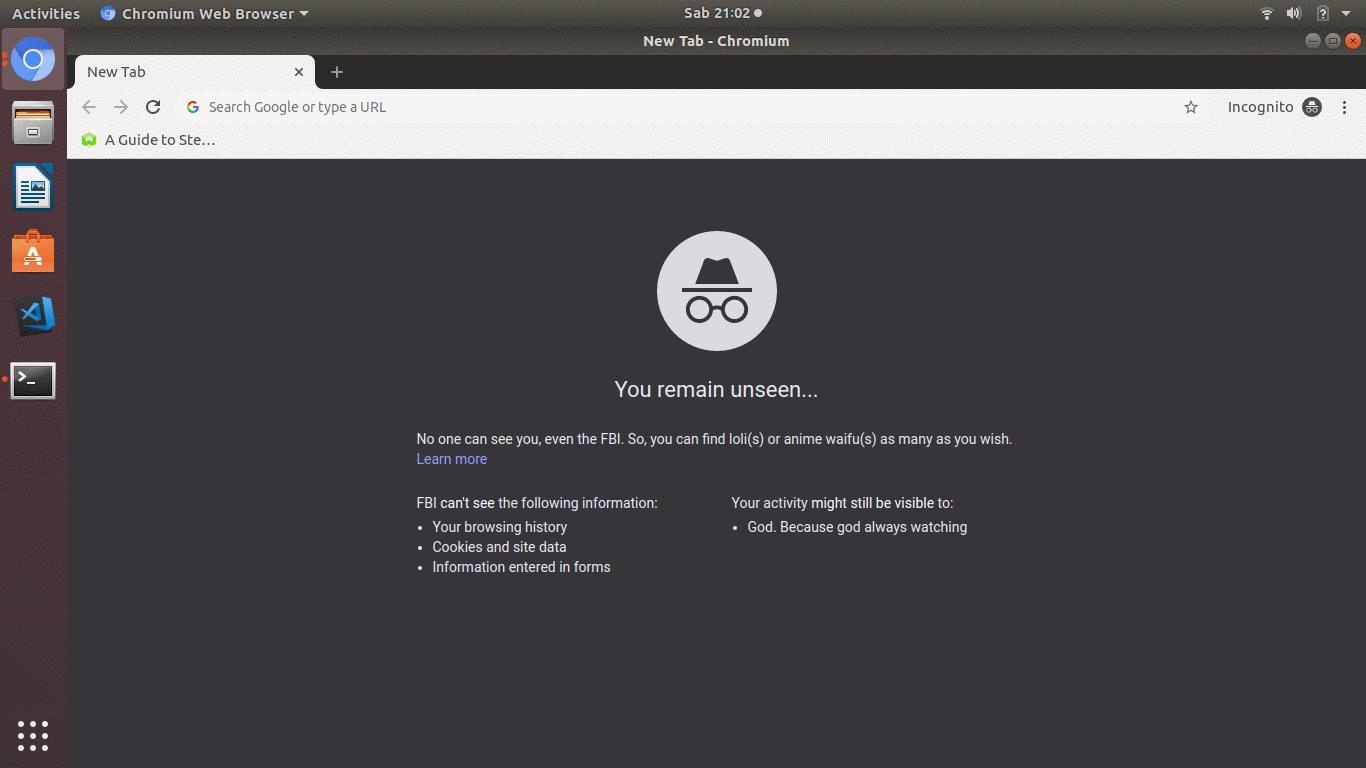 Activities
Chromium Web Browser
Sab 21:02
New Tab - Chromium
New Tab
Search Google or type a URL
Incognito
A Guide to Ste…
You remain unseen...
No one can see you, even the FBI. So, you can find loli(s) or anime waifu(s) as many as you wish.
Learn more
FBI can't see the following information:
Your browsing history
Cookies and site data
Information entered in forms
Your activity might still be visible to:
God. Because god always watching